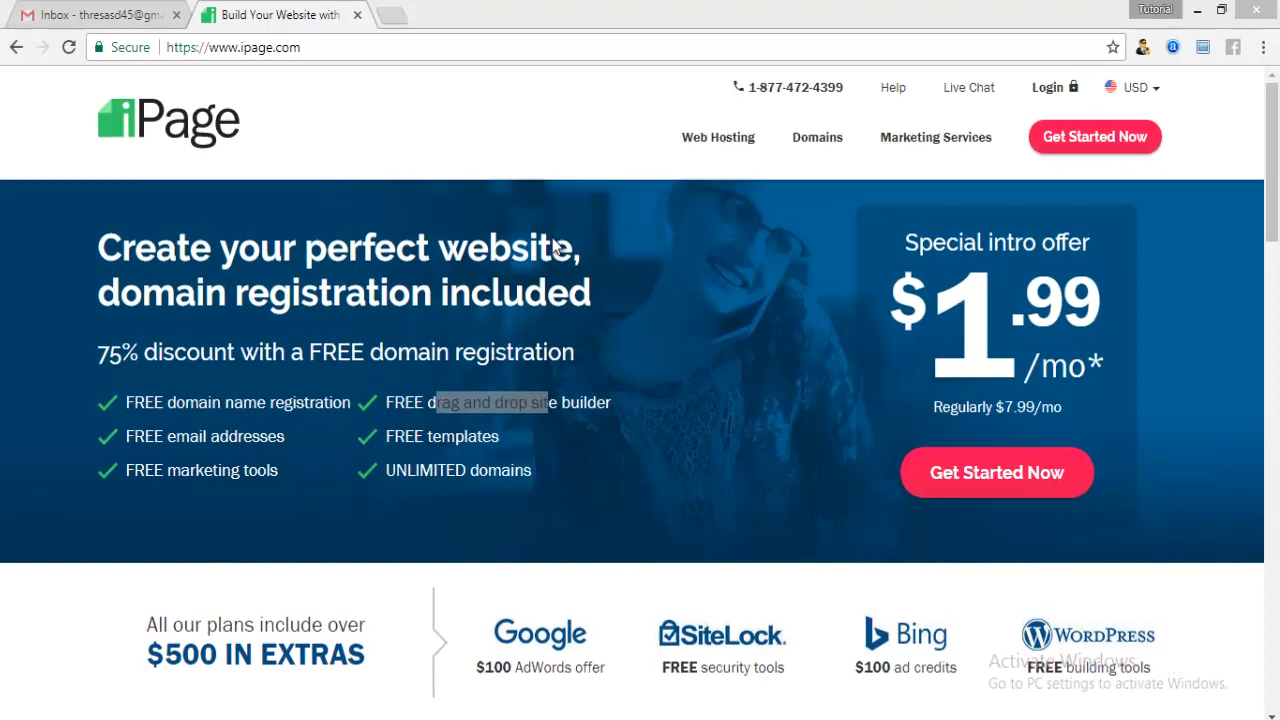 Inbox - thresasd45@gm
Build Your Website with
Tutorial
Secure
https://www.ipage.com
1-877-472-4399
Help
Live Chat
Login
USD
iPage
Web Hosting
Domains
Marketing Services
Get Started Now
Create your perfect website,
domain registration included
75% discount with a FREE domain registration
FREE domain name registration
FREE drag and drop site builder
FREE email addresses
FREE templates
FREE marketing tools
UNLIMITED domains
Special intro offer
$1.99
/mo*
Regularly $7.99/mo
Get Started Now
All our plans include over
$500 IN EXTRAS
Google
$100 AdWords offer
SiteLock.
FREE security tools
Bing
$100 ad credits
WORDPRESS
FREE building tools
Activate Windows
Go to PC settings to activate Windows.